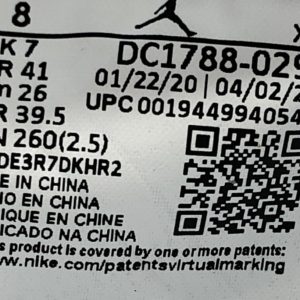 8
K 7
DC1788-029
R 41
01/22/20 | 04/02/2
m 26
UPC 001944994054
R 39.5
N 260(2.5)
DE3R7DKHR2
E IN CHINA
O EN CHINA
IQUE EN CHINE
ICADO NA CHINA
s product is covered by one or more patents:
www.nike.com/patentsvirtualmarking